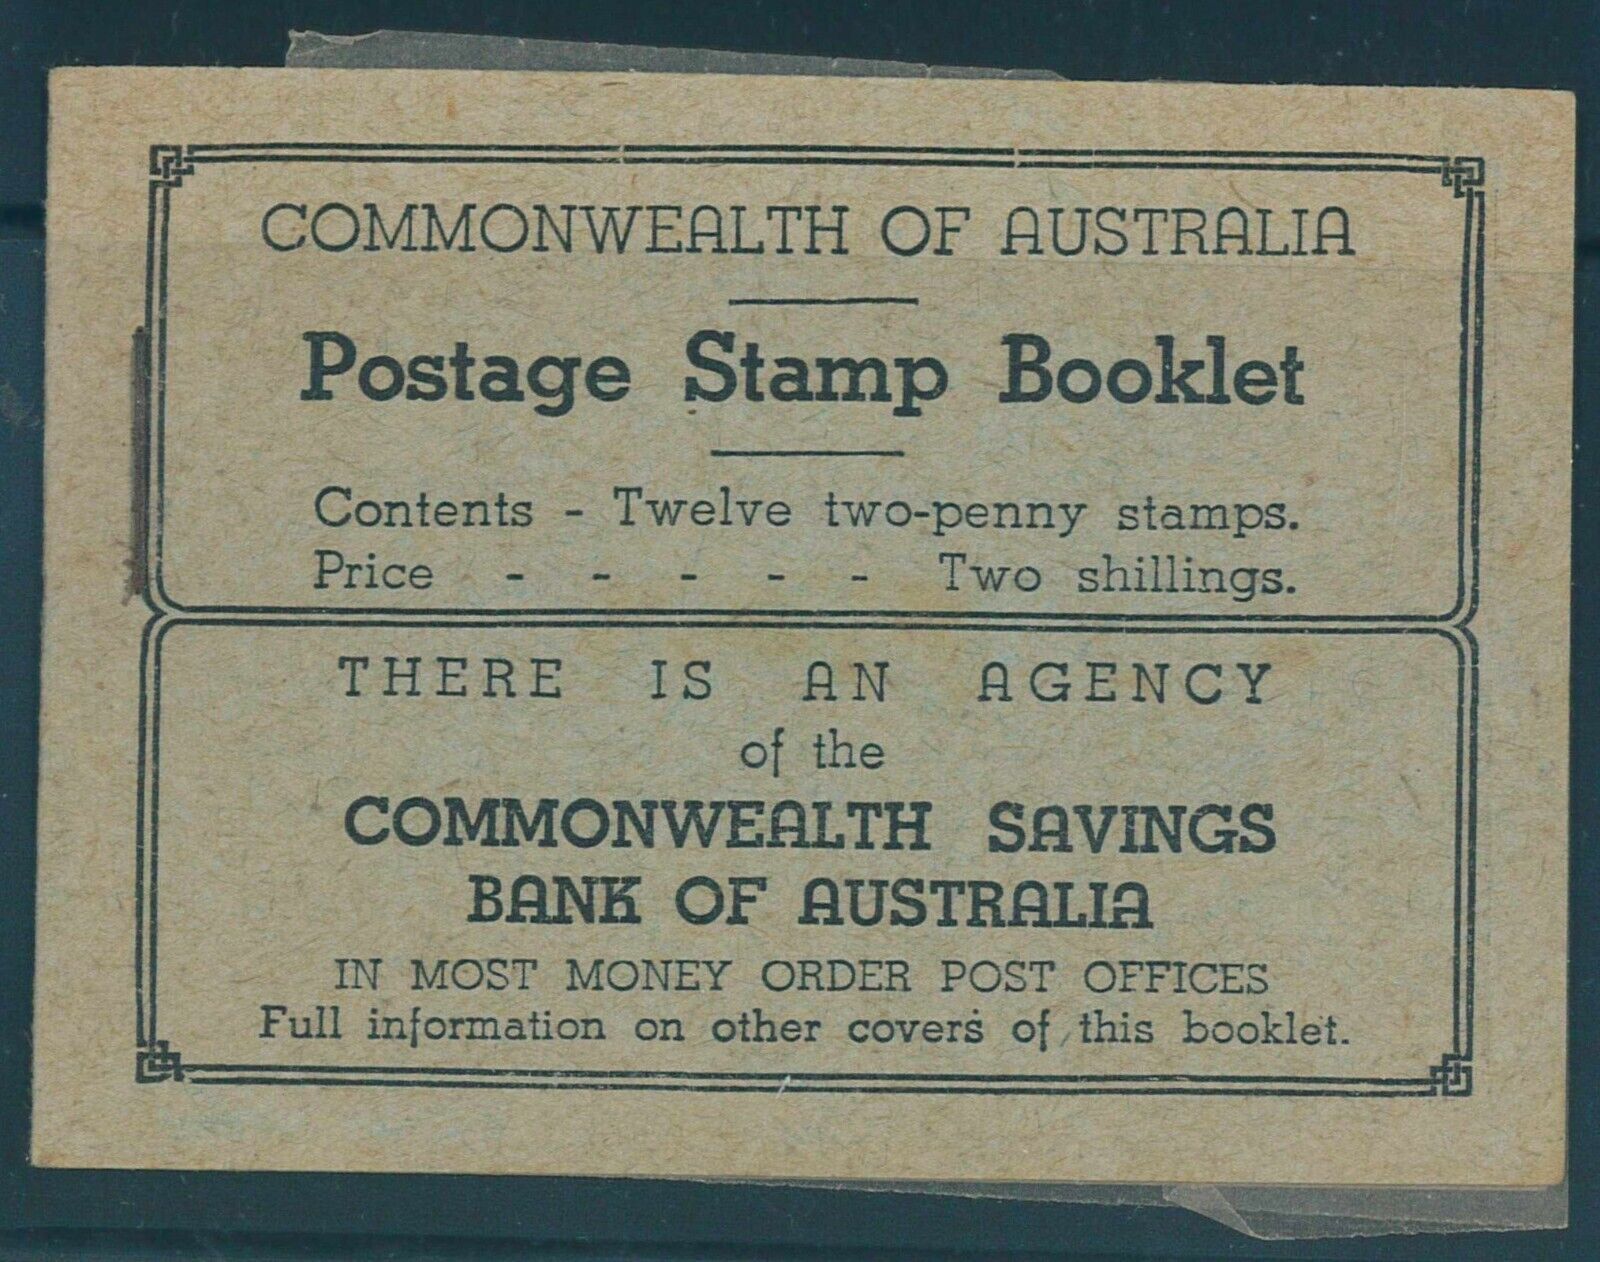 COMMONWEALTH OF AUSTRALIA
Postage Stamp Booklet
Contents - Twelve two-penny stamps.
Price - - - - - Two shillings.
THERE IS AN AGENCY
of the
COMMONWEALTH SAVINGS
BANK OF AUSTRALIA
IN MOST MONEY ORDER POST OFFICES
Full information on other covers of this booklet.